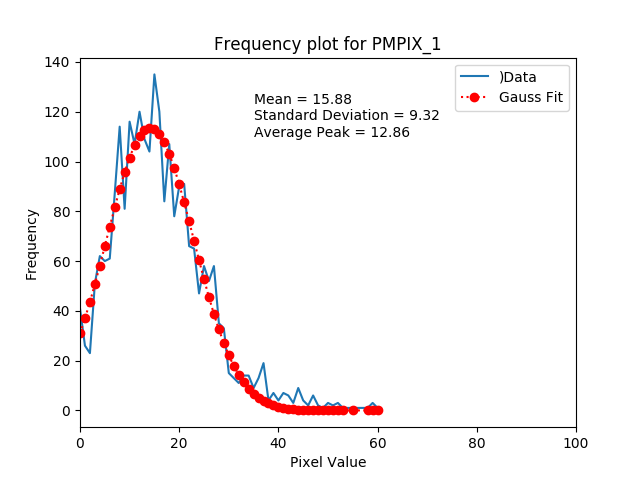 Frequency plot for PMPIX_1
)Data
Gauss Fit
Mean = 15.88
Standard Deviation = 9.32
Average Peak = 12.86
Frequency
140
120
100
80
60
40
20
0
0 20 40 60 80 100
Pixel Value